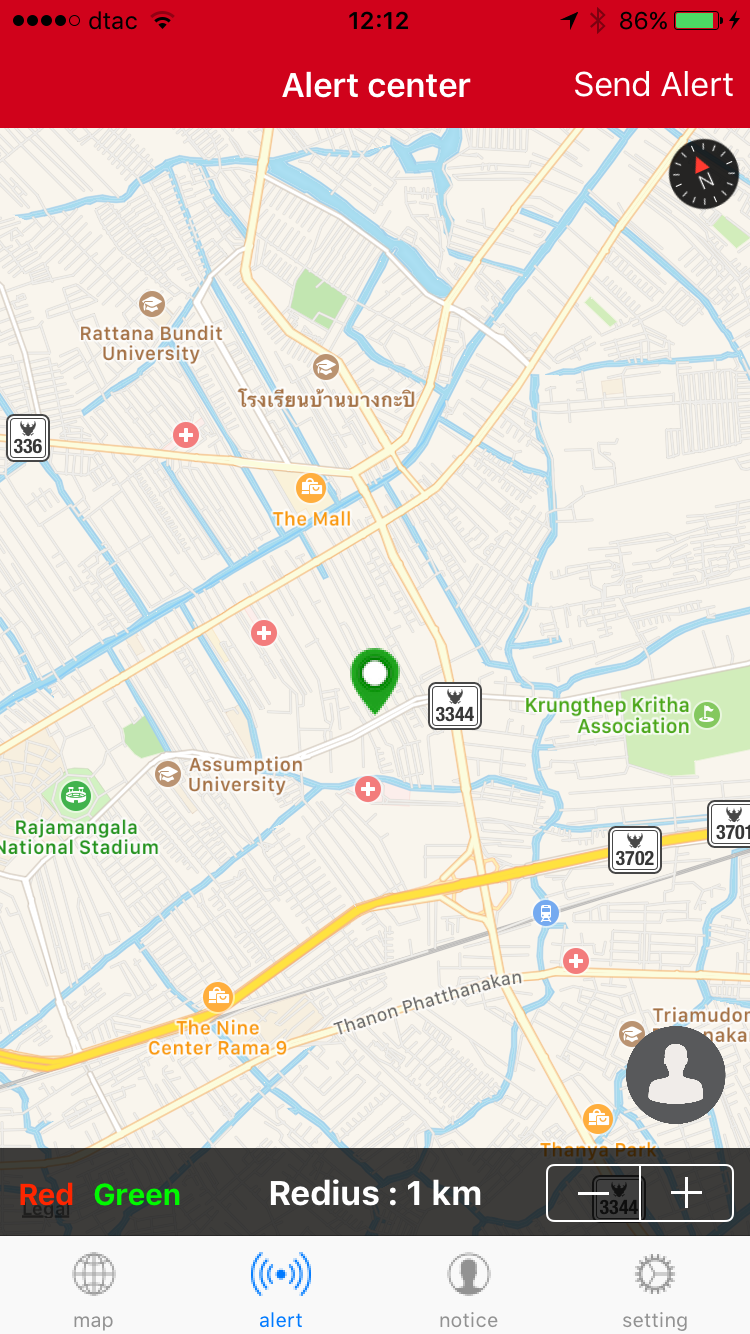 dtac
12:12
86%
Alert center
Send Alert
N
Rattana Bundit
University
โรงเรียนบ้านบางกะปิ
336
The Mall
3344
Krungthep Kritha
Association
Assumption
University
Rajamangala
National Stadium
3701
3702
Thanon Phatthanakan
The Nine
Center Rama 9
Triamudom
Thanya Park
Red
Green
Redius : 1 km
Legal
3344
map
alert
notice
setting